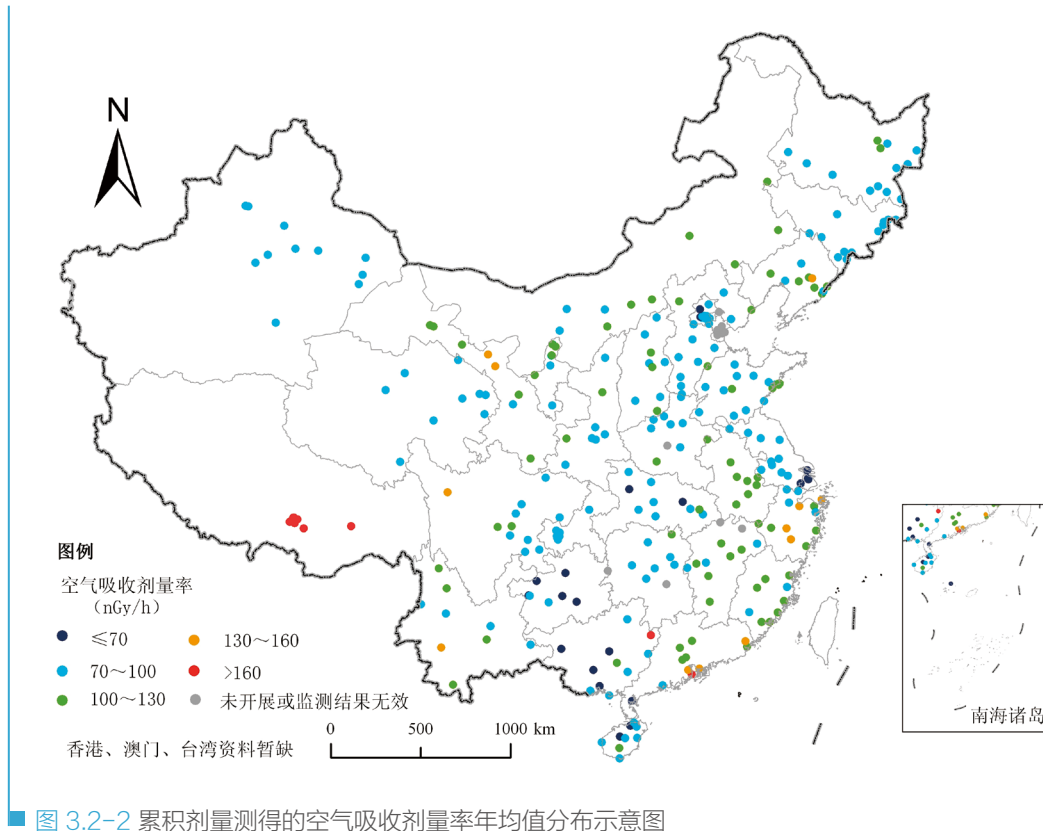 N
图例
空气吸收剂量率
（nGy/h）
≤70
130～160
70～100
>160
100～130
未开展或监测结果无效
香港、澳门、台湾资料暂缺
0 500 1000 km
南海诸岛
图 3.2-2 累积剂量测得的空气吸收剂量率年均值分布示意图